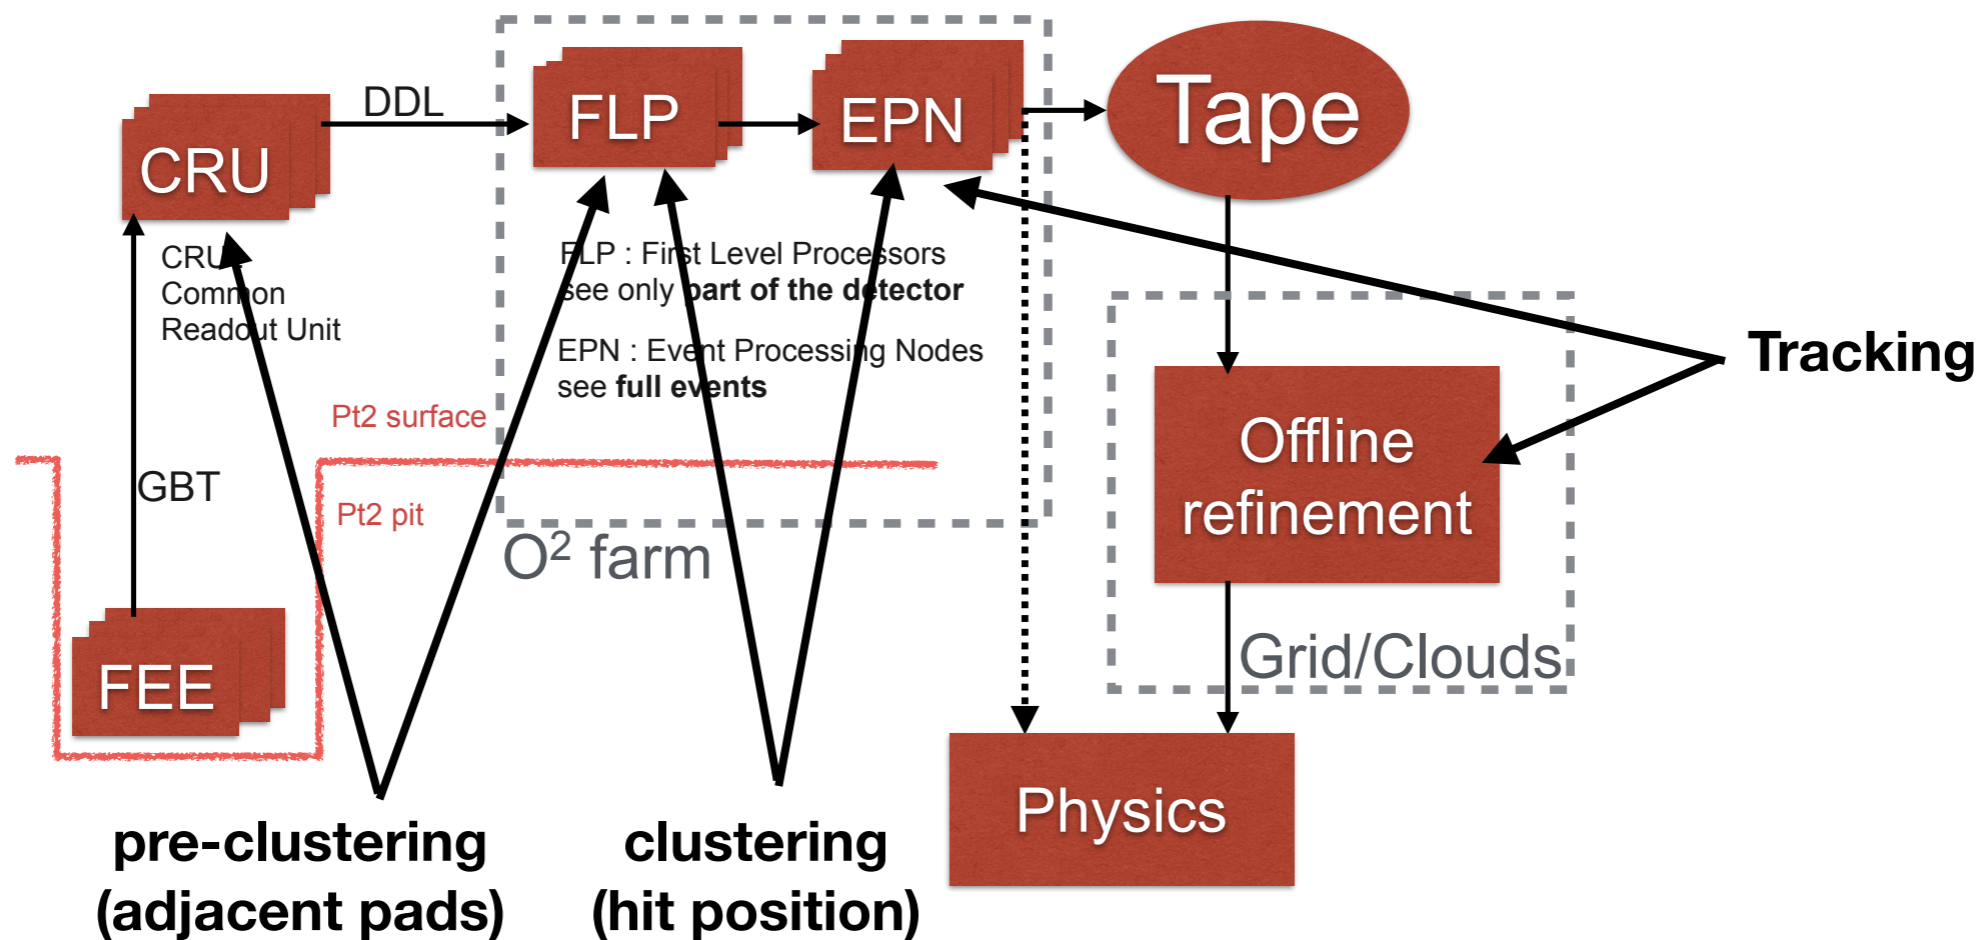 DDL
FLP
EPN
Tape
CRU
CRU :
Common
Readout Unit
FLP : First Level Processors
see only part of the detector
EPN : Event Processing Nodes
see full events
Tracking
Pt2 surface
Pt2 pit
GBT
O² farm
Offline
refinement
Grid/Clouds
FEE
Physics
pre-clustering
(adjacent pads)
clustering
(hit position)